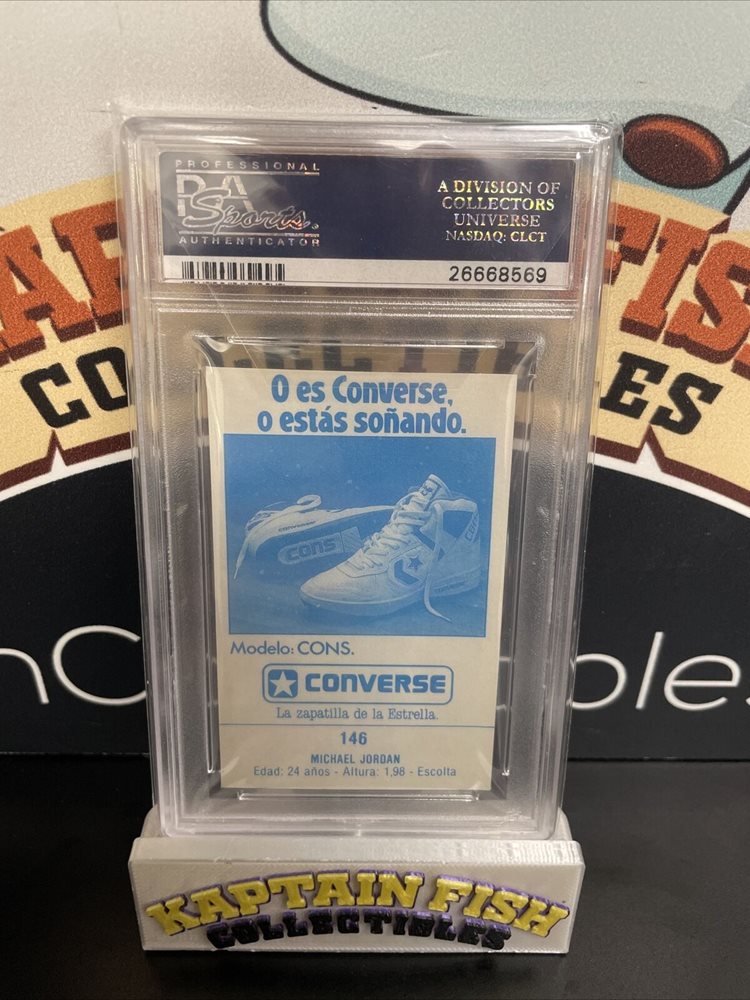 PROFESSIONAL
PSA
Sports.
AUTHENTICATOR
A DIVISION OF
COLLECTORS
UNIVERSE
NASDAQ: CLCT
26668569
O es Converse,
o estás soñando.
CONVERSE
CONS
Modelo: CONS.
CONVERSE
La zapatilla de la Estrella.
146
MICHAEL JORDAN
Edad: 24 años - Altura: 1,98 - Escolta
KAPTAIN FISH
COLLECTIBLES